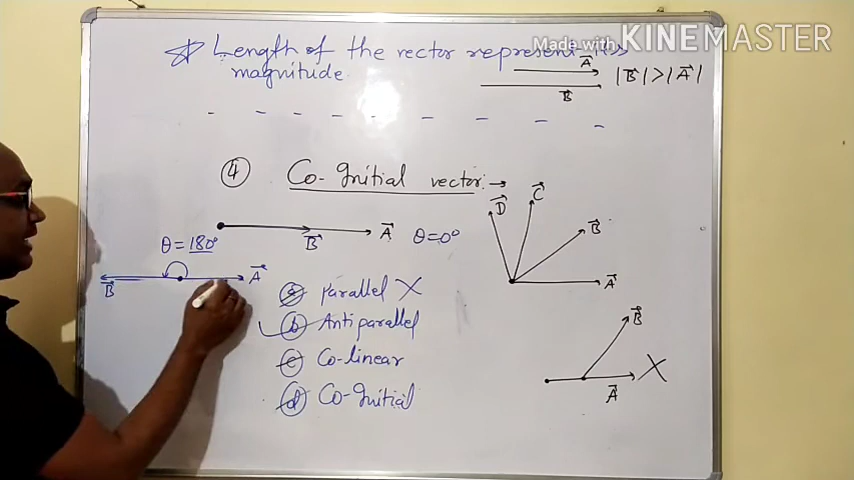 Length of the vector represent its
magnitude.
Made with KINEMASTER
A⃗
B⃗
|B⃗| > |A⃗|
④ Co-Initial vector →
B⃗ A⃗ θ=0°
θ = 180°
B⃗ A⃗
D⃗ C⃗ B⃗ A⃗
ⓐ Parallel X
ⓑ Antiparallel
ⓒ Co-linear
ⓓ Co-Initial
B⃗
A⃗ X